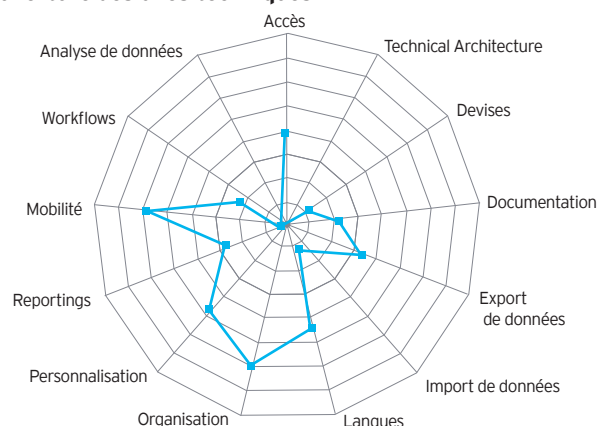 Accès
Technical Architecture
Devises
Documentation
Export
de données
Import de données
Langues
Organisation
Personnalisation
Reportings
Mobilité
Workflows
Analyse de données